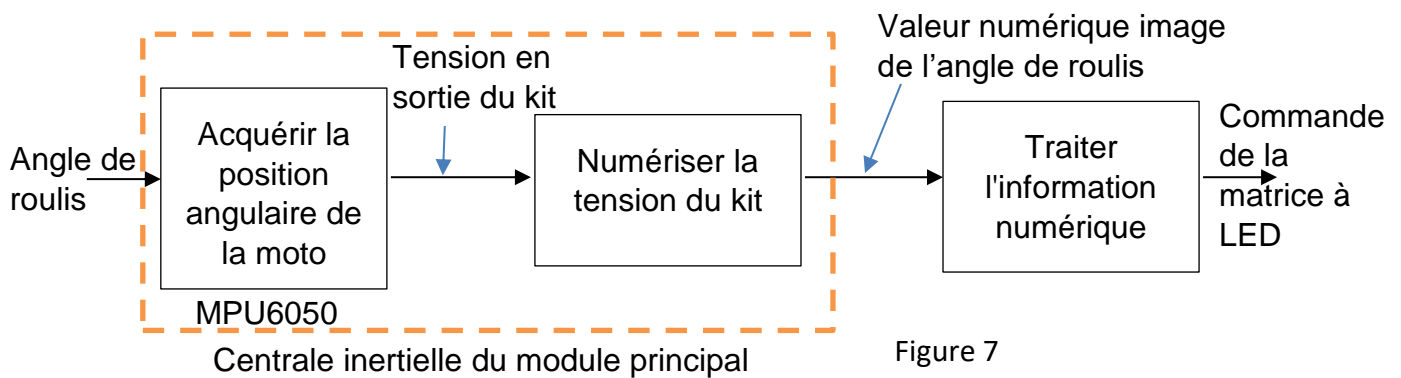 Angle de
roulis
Acquérir la
position
angulaire de
la moto
MPU6050
Tension en
sortie du kit
Numériser la
tension du kit
Valeur numérique image
de l’angle de roulis
Traiter
l'information
numérique
Commande
de la
matrice à
LED
Centrale inertielle du module principal
Figure 7